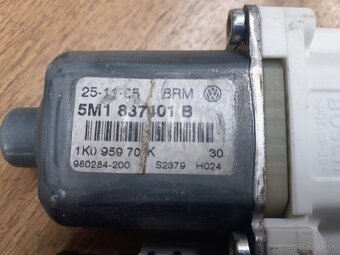 25-11-05 BRM
5M1 837401 B
1K0 959 70 K 30
980284-200 S2379 H024